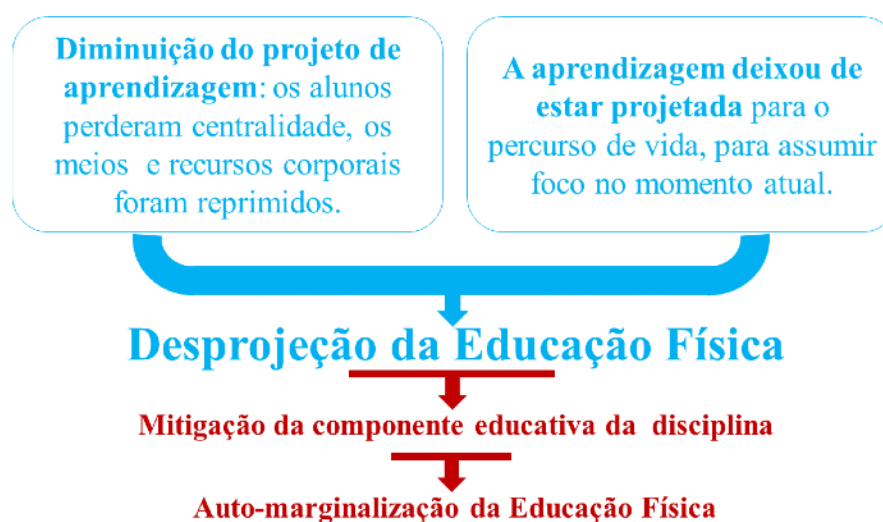 Diminuição do projeto de
aprendizagem: os alunos
perderam centralidade, os
meios e recursos corporais
foram reprimidos.
A aprendizagem deixou de
estar projetada para o
percurso de vida, para assumir
foco no momento atual.
Desprojeção da Educação Física
Mitigação da componente educativa da disciplina
Auto-marginalização da Educação Física